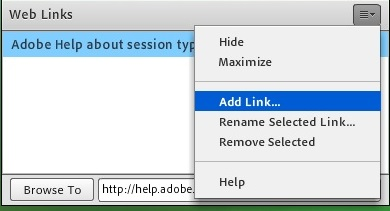 Web Links
Adobe Help about session typ
Hide
Maximize
Add Link...
Rename Selected Link...
Remove Selected
Help
Browse To
http://help.adobe.